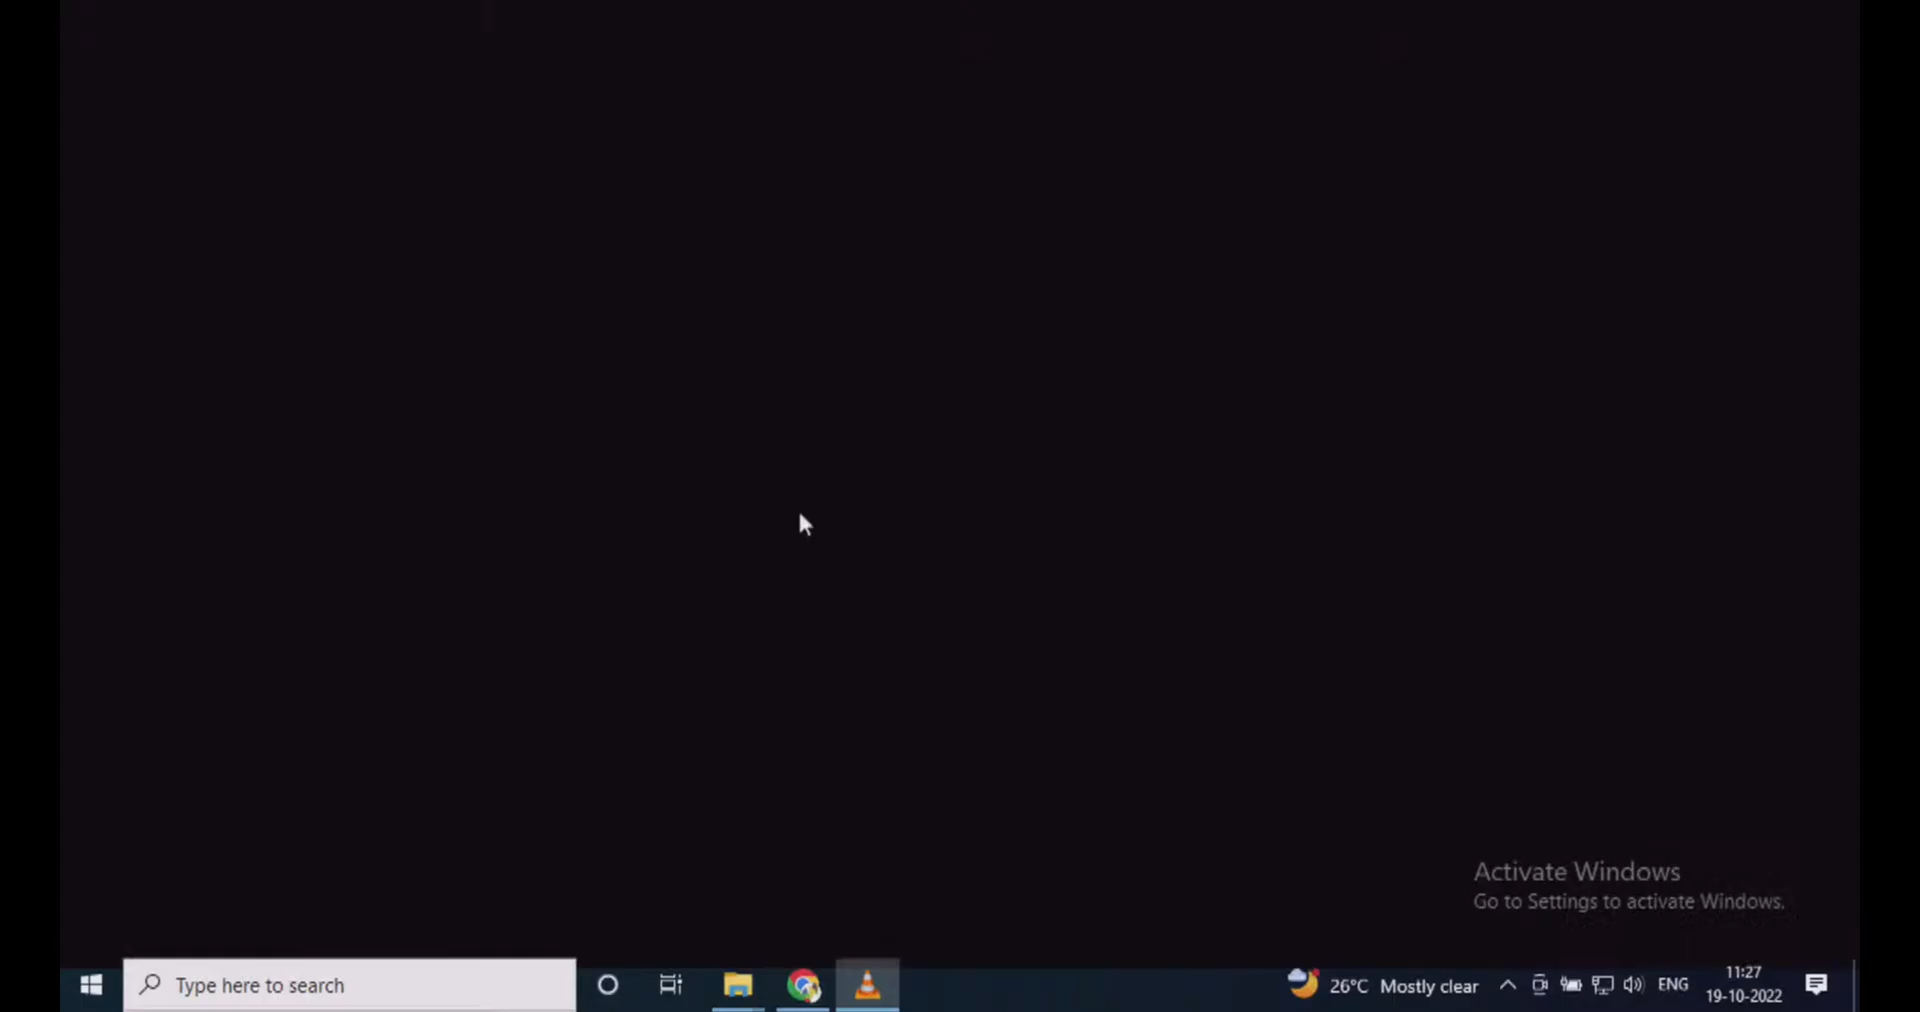 Activate Windows
Go to Settings to activate Windows.
Type here to search
26°C Mostly clear
ENG
11:27
19-10-2022